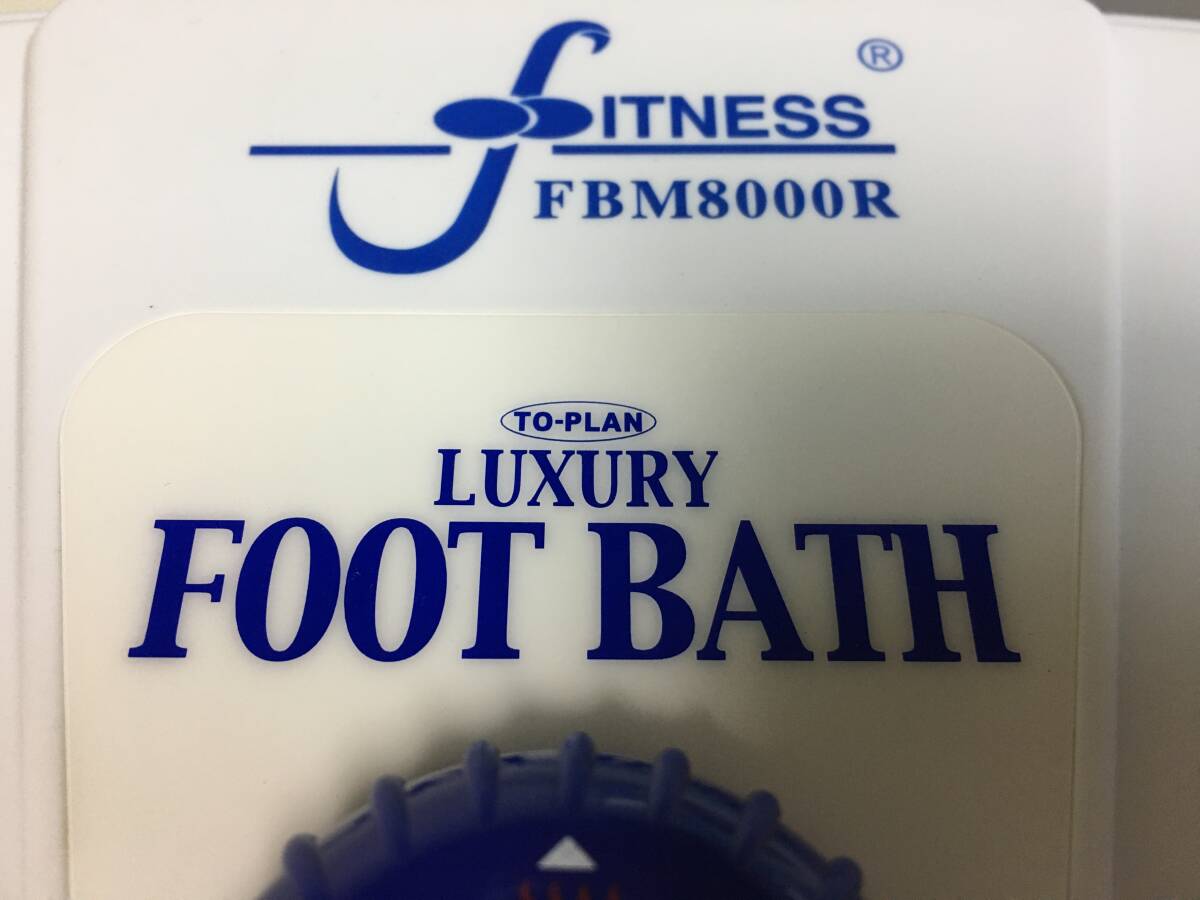 fITNESS ®
FBM8000R
TO-PLAN
LUXURY
FOOT BATH